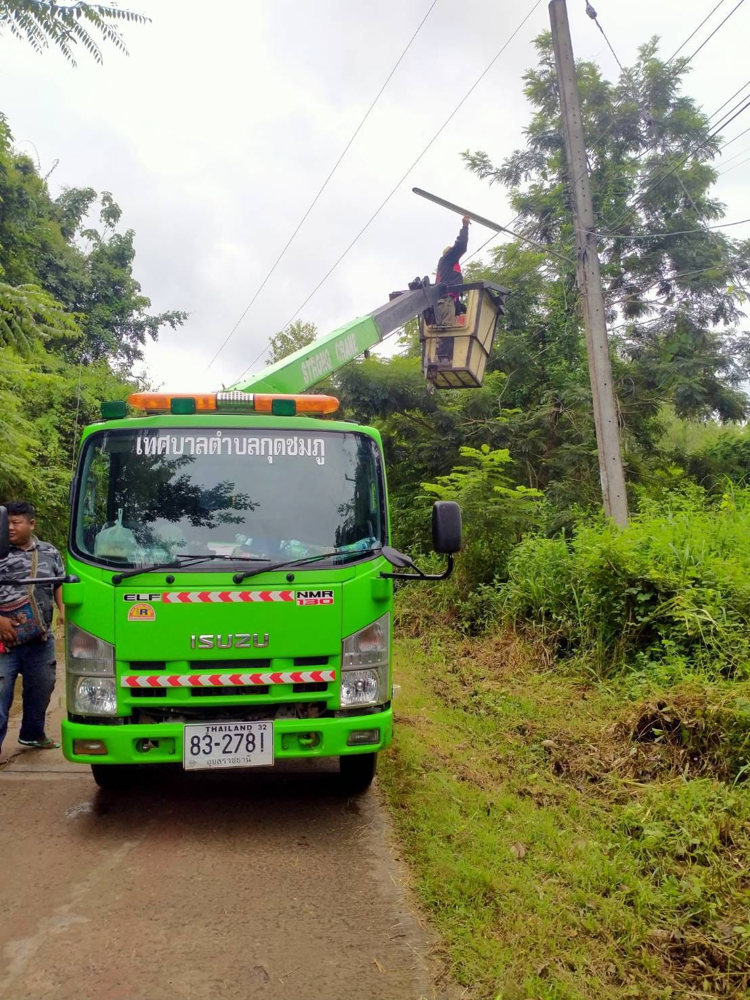 STRONG CRANE
เทศบาลตำบลกุดชมภู
ELF
NMR
130
R
ISUZU
THAILAND 32
83-2781
อุบลราชธานี